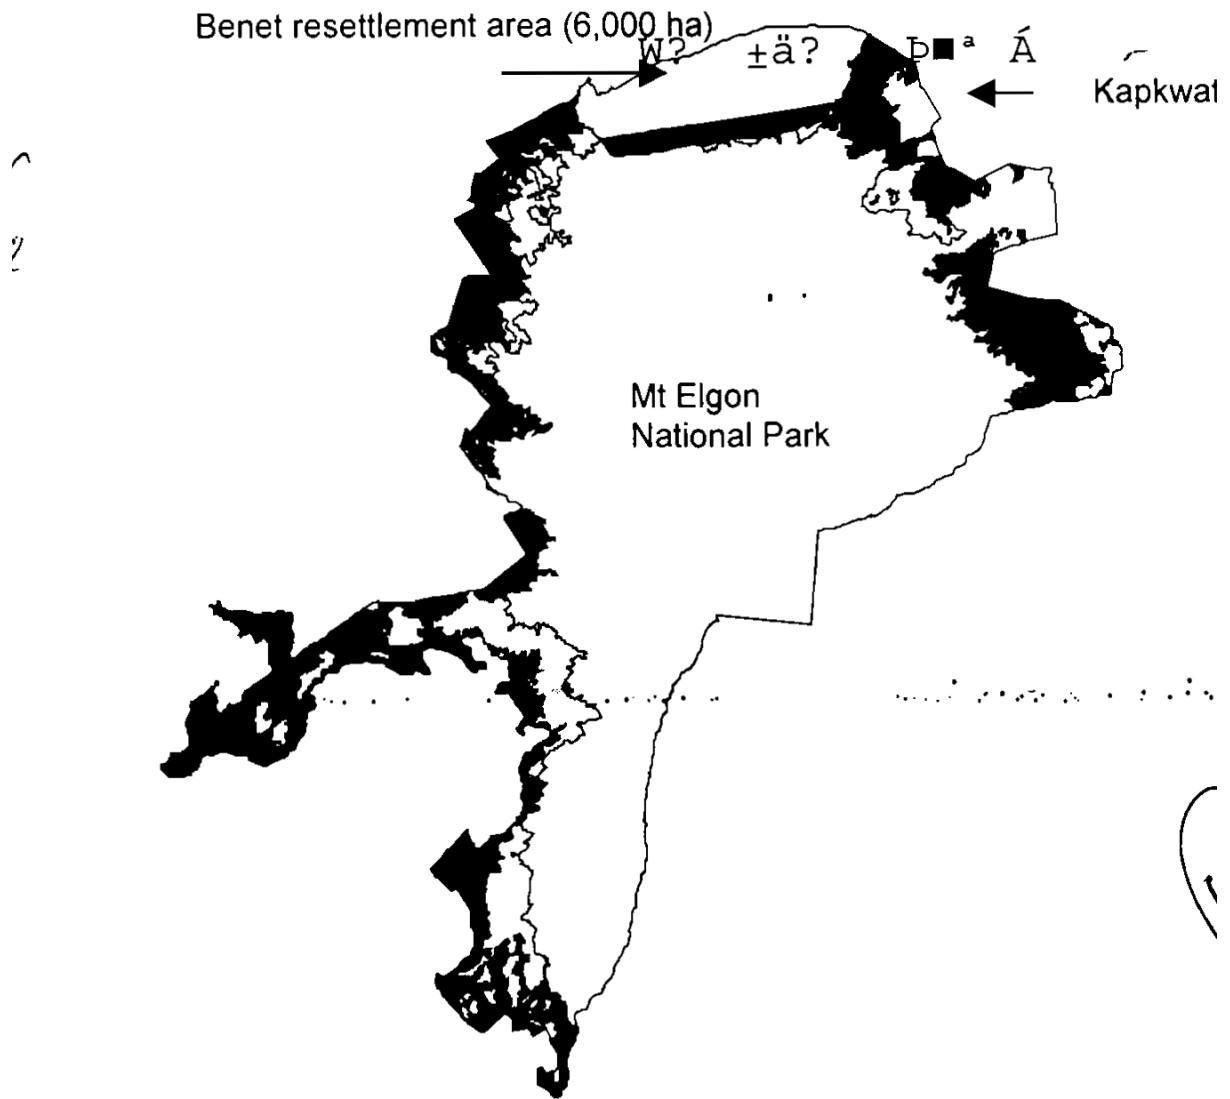 Benet resettlement area (6,000 ha)
W? ±ä? Þ■ª Á
Kapkwat
Mt Elgon
National Park